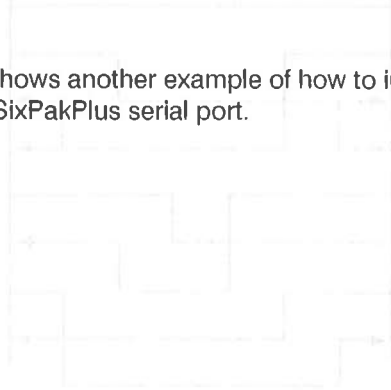 hows another example of how to i
SixPakPlus serial port.